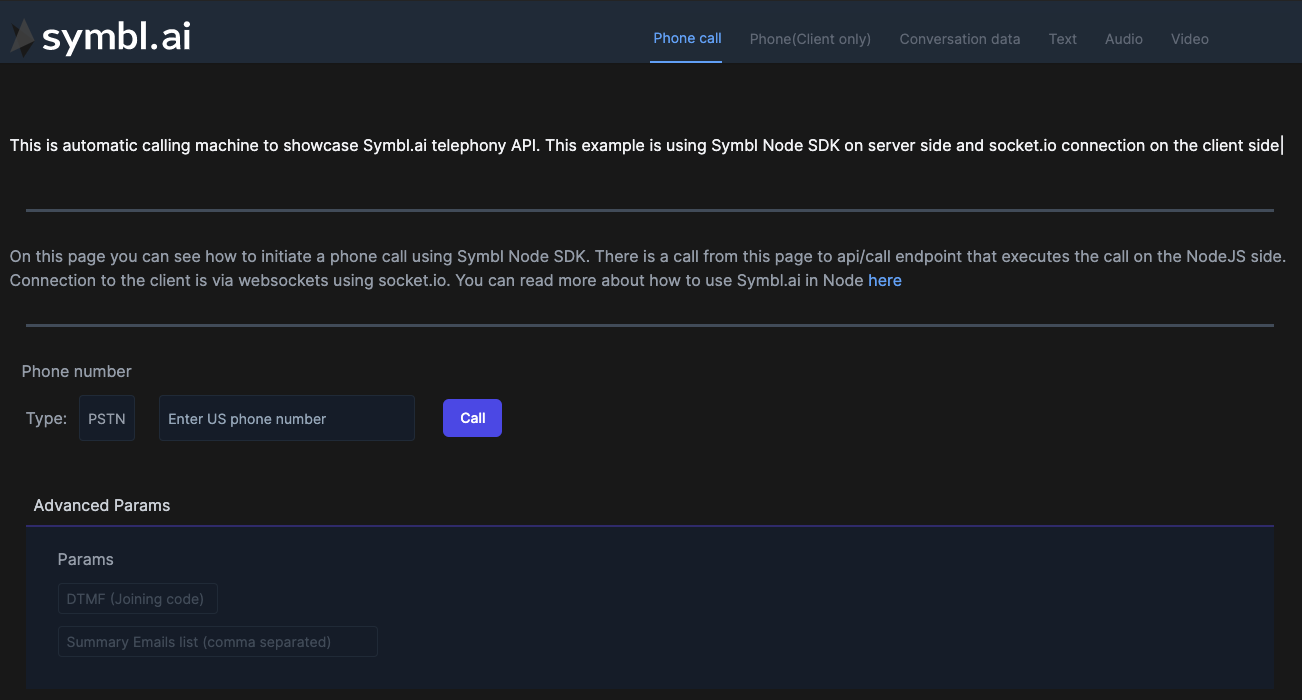 symbl.ai
Phone call Phone(Client only) Conversation data Text Audio Video
This is automatic calling machine to showcase Symbl.ai telephony API. This example is using Symbl Node SDK on server side and socket.io connection on the client side
On this page you can see how to initiate a phone call using Symbl Node SDK. There is a call from this page to api/call endpoint that executes the call on the NodeJS side.
Connection to the client is via websockets using socket.io. You can read more about how to use Symbl.ai in Node here
Phone number
Type: PSTN Enter US phone number Call
Advanced Params
Params
DTMF (Joining code)
Summary Emails list (comma separated)